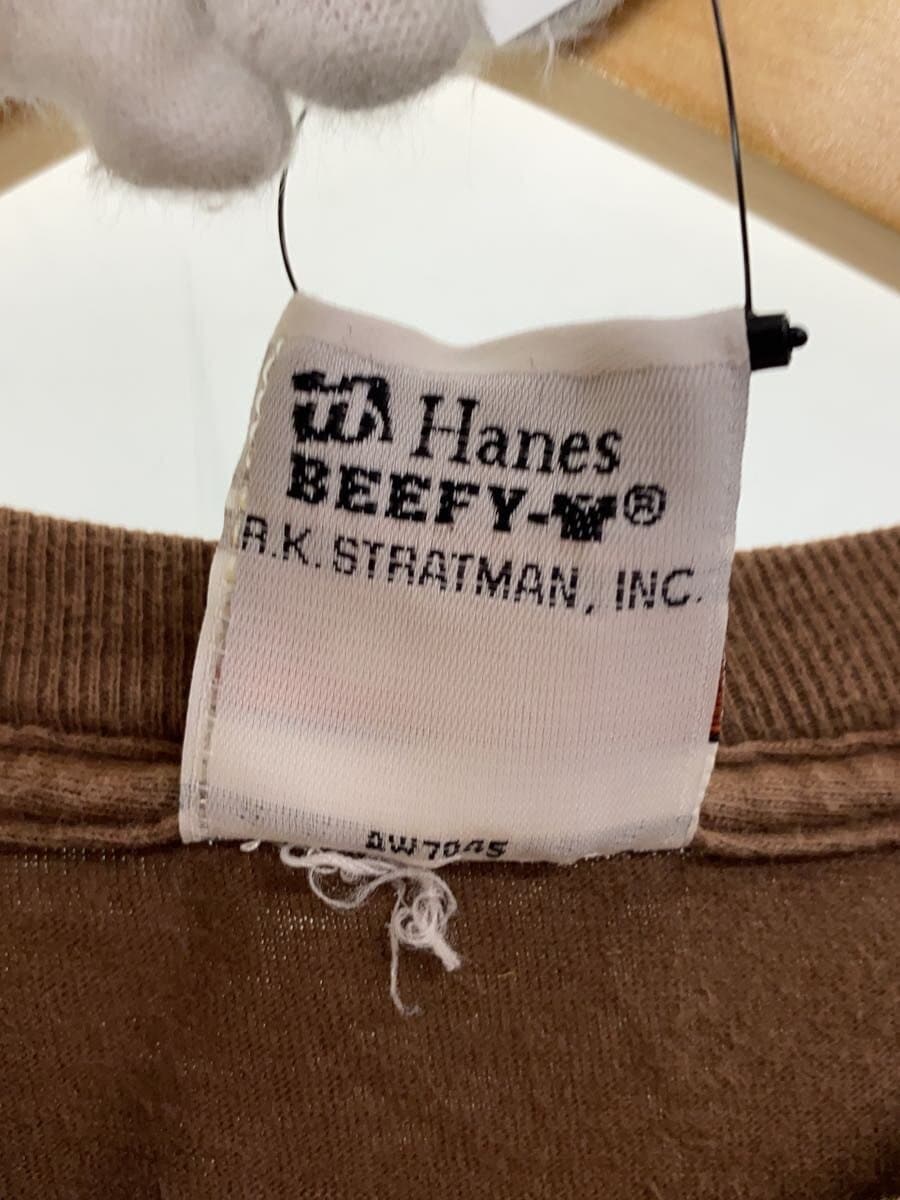 Hanes
BEEFY-T®
R.K. STRATMAN, INC.
AW7045